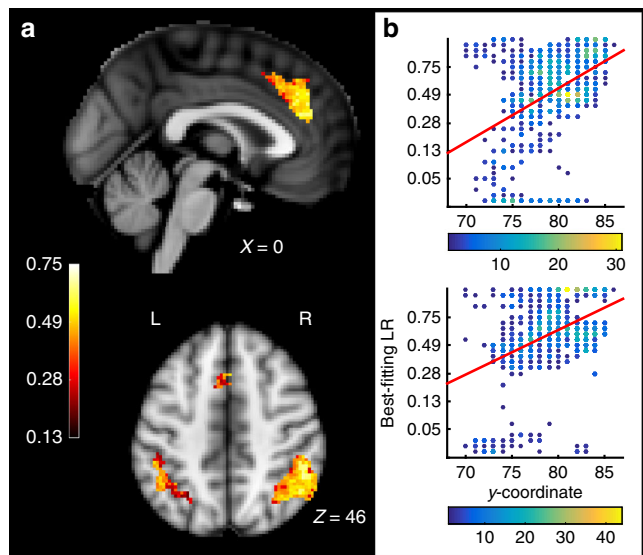 a
X = 0
0.75
0.49
0.28
0.13
L
R
Z = 46
b
0.75
0.49
0.28
0.13
0.05
70 75 80 85
10 20 30
Best-fitting LR
0.75
0.49
0.28
0.13
0.05
70 75 80 85
y-coordinate
10 20 30 40